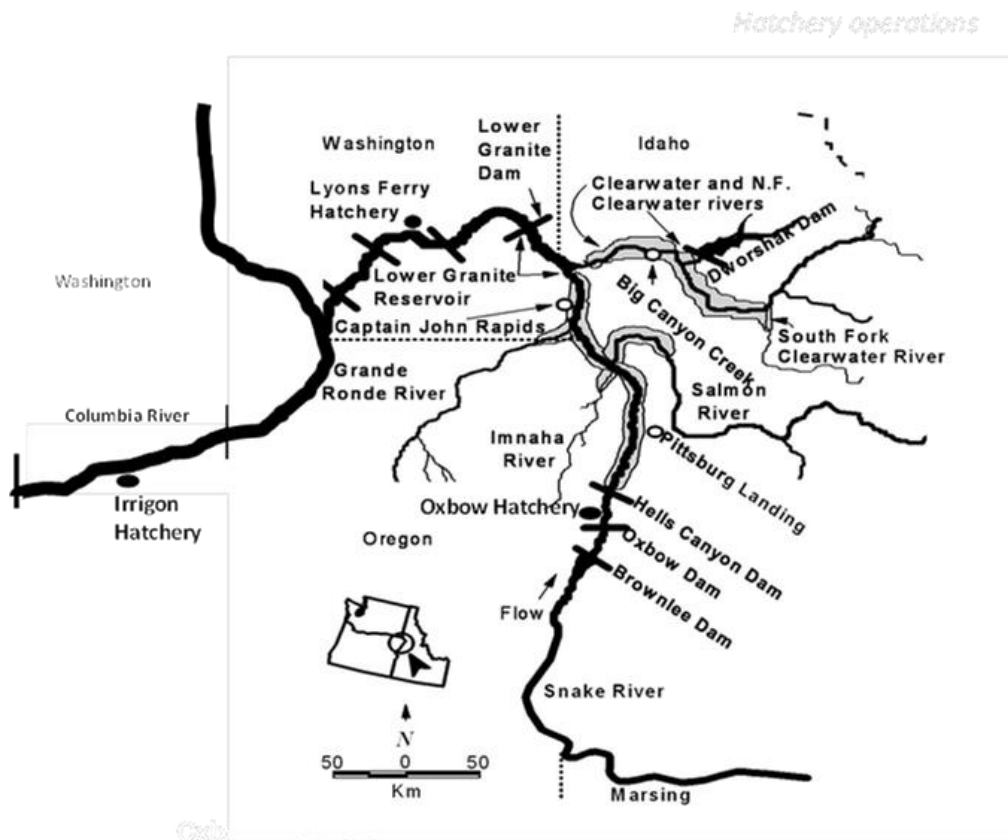 Hatchery operations
Lower
Granite
Dam
Washington
Idaho
Lyons Ferry
Hatchery
Clearwater and N.F.
Clearwater rivers
Dworshak Dam
Washington
Lower Granite
Reservoir
Big Canyon Creek
Captain John Rapids
South Fork
Clearwater River
Grande
Ronde River
Salmon
River
Columbia River
Imnaha
River
Pittsburg Landing
Irrigon
Hatchery
Oxbow Hatchery
Hells Canyon Dam
Oregon
Oxbow Dam
Brownlee Dam
Flow
Snake River
N
50 0 50
Km
Marsing